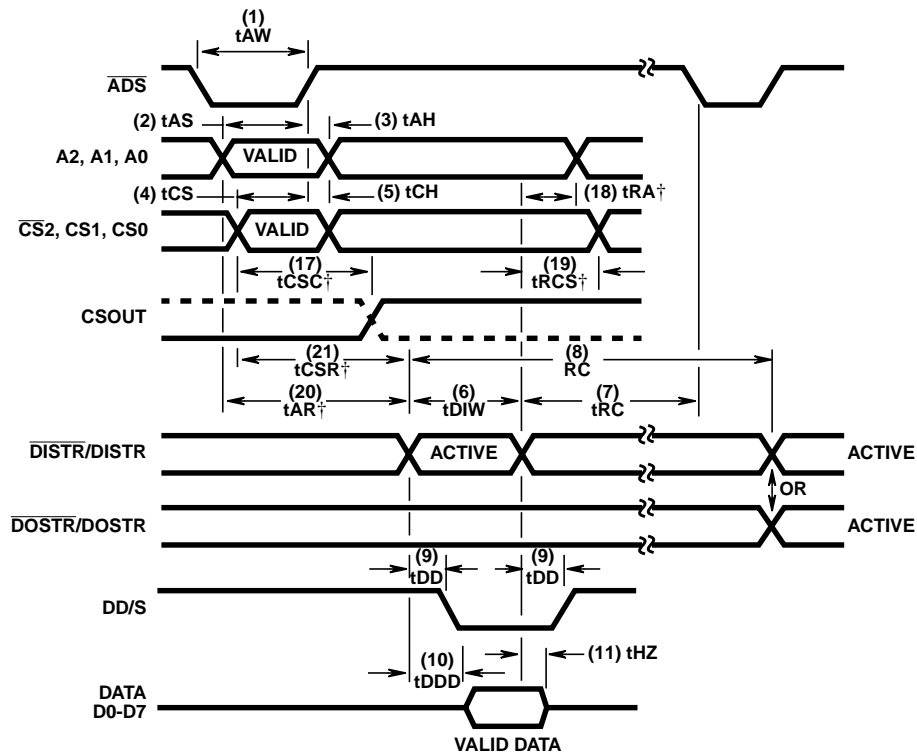 (1)
tAW
ADS
(2) tAS
(3) tAH
A2, A1, A0
VALID
(4) tCS
(5) tCH
(18) tRA†
CS2, CS1, CS0
VALID
(17)
tCSC†
(19)
tRCS†
CSOUT
(21)
tCSR†
(8)
RC
(20)
tAR†
(6)
tDIW
(7)
tRC
DISTR/DISTR
ACTIVE
ACTIVE
OR
DOSTR/DOSTR
ACTIVE
(9)
tDD
(9)
tDD
DD/S
(10)
tDDD
(11) tHZ
DATA
D0-D7
VALID DATA